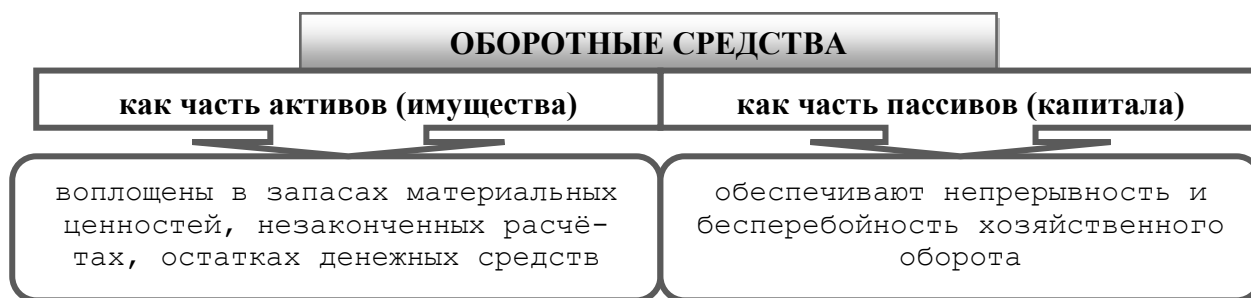 ОБОРОТНЫЕ СРЕДСТВА
как часть активов (имущества)
как часть пассивов (капитала)
воплощены в запасах материальных
ценностей, незаконченных расчё-
тах, остатках денежных средств
обеспечивают непрерывность и
бесперебойность хозяйственного
оборота